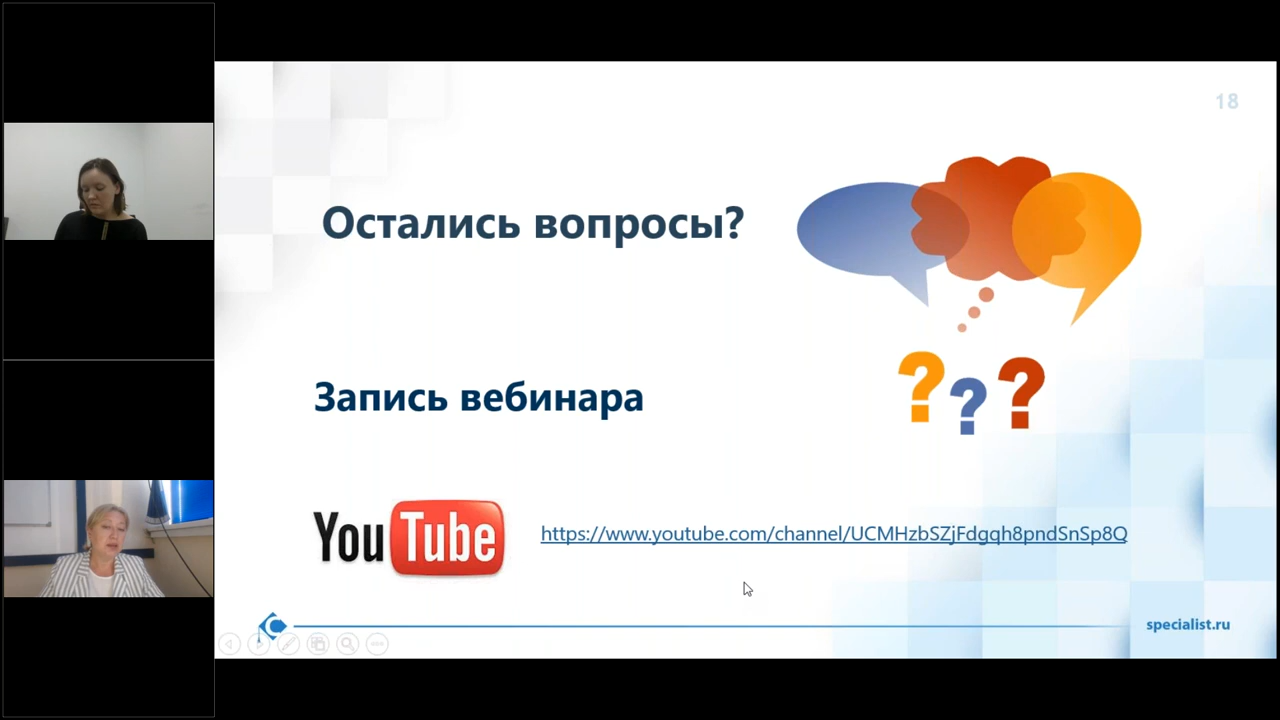 18
Остались вопросы?
? ? ?
Запись вебинара
YouTube
https://www.youtube.com/channel/UCMHzbSZjFdgqh8pndSnSp8Q
specialist.ru